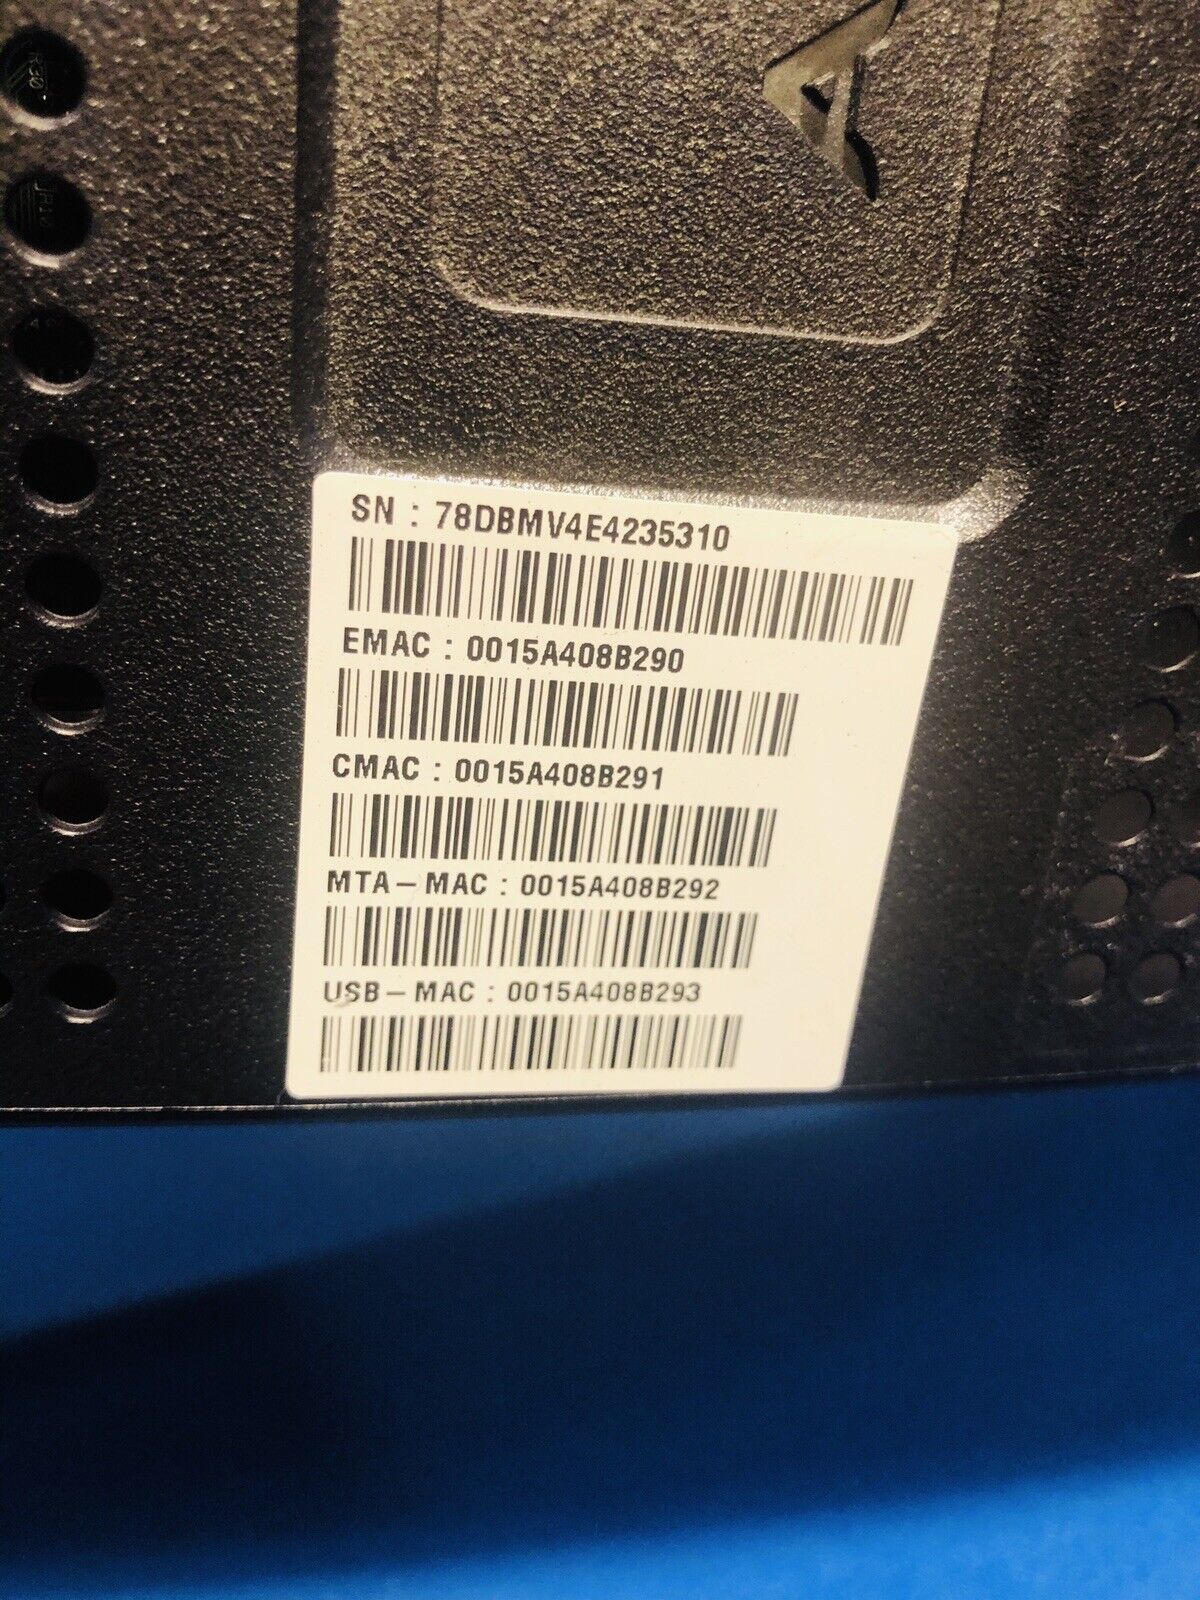 SN : 78DBMV4E4235310
EMAC : 0015A408B290
CMAC : 0015A408B291
MTA – MAC : 0015A408B292
USB – MAC : 0015A408B293